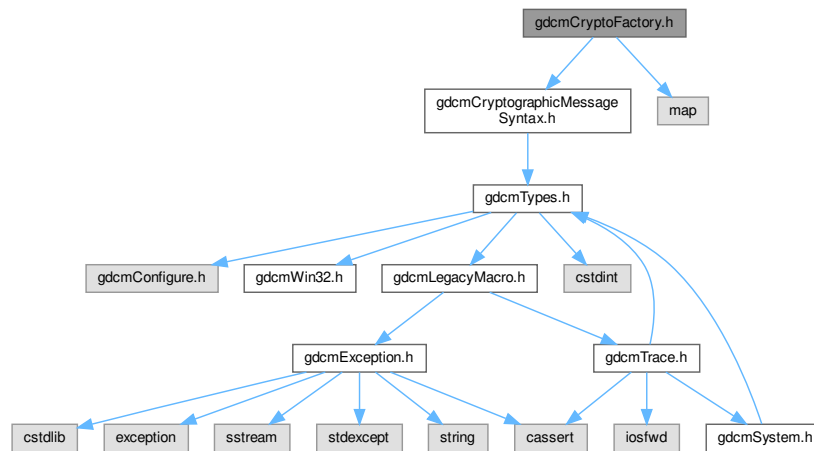 gdcmCryptoFactory.h
gdcmCryptographicMessage
Syntax.h
map
gdcmTypes.h
gdcmConfigure.h
gdcmWin32.h
gdcmLegacyMacro.h
cstdint
gdcmException.h
gdcmTrace.h
cstdlib
exception
sstream
stdexcept
string
cassert
iosfwd
gdcmSystem.h